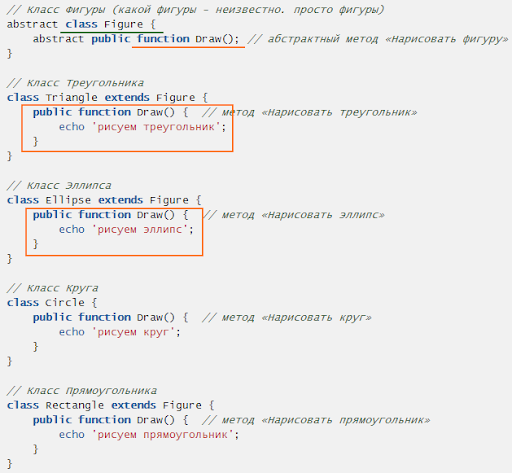 // Класс Фигуры (какой фигуры – неизвестно. просто фигуры)
abstract class Figure {
    abstract public function Draw(); // абстрактный метод «Нарисовать фигуру»
}
// Класс Треугольника
class Triangle extends Figure {
    public function Draw() {  // метод «Нарисовать треугольник»
        echo 'рисуем треугольник';
    }
}
// Класс Эллипса
class Ellipse extends Figure {
    public function Draw() {  // метод «Нарисовать эллипс»
        echo 'рисуем эллипс';
    }
}
// Класс Круга
class Circle {
    public function Draw() {  // метод «Нарисовать круг»
        echo 'рисуем круг';
    }
}
// Класс Прямоугольника
class Rectangle extends Figure {
    public function Draw() {  // метод «Нарисовать прямоугольник»
        echo 'рисуем прямоугольник';
    }
}